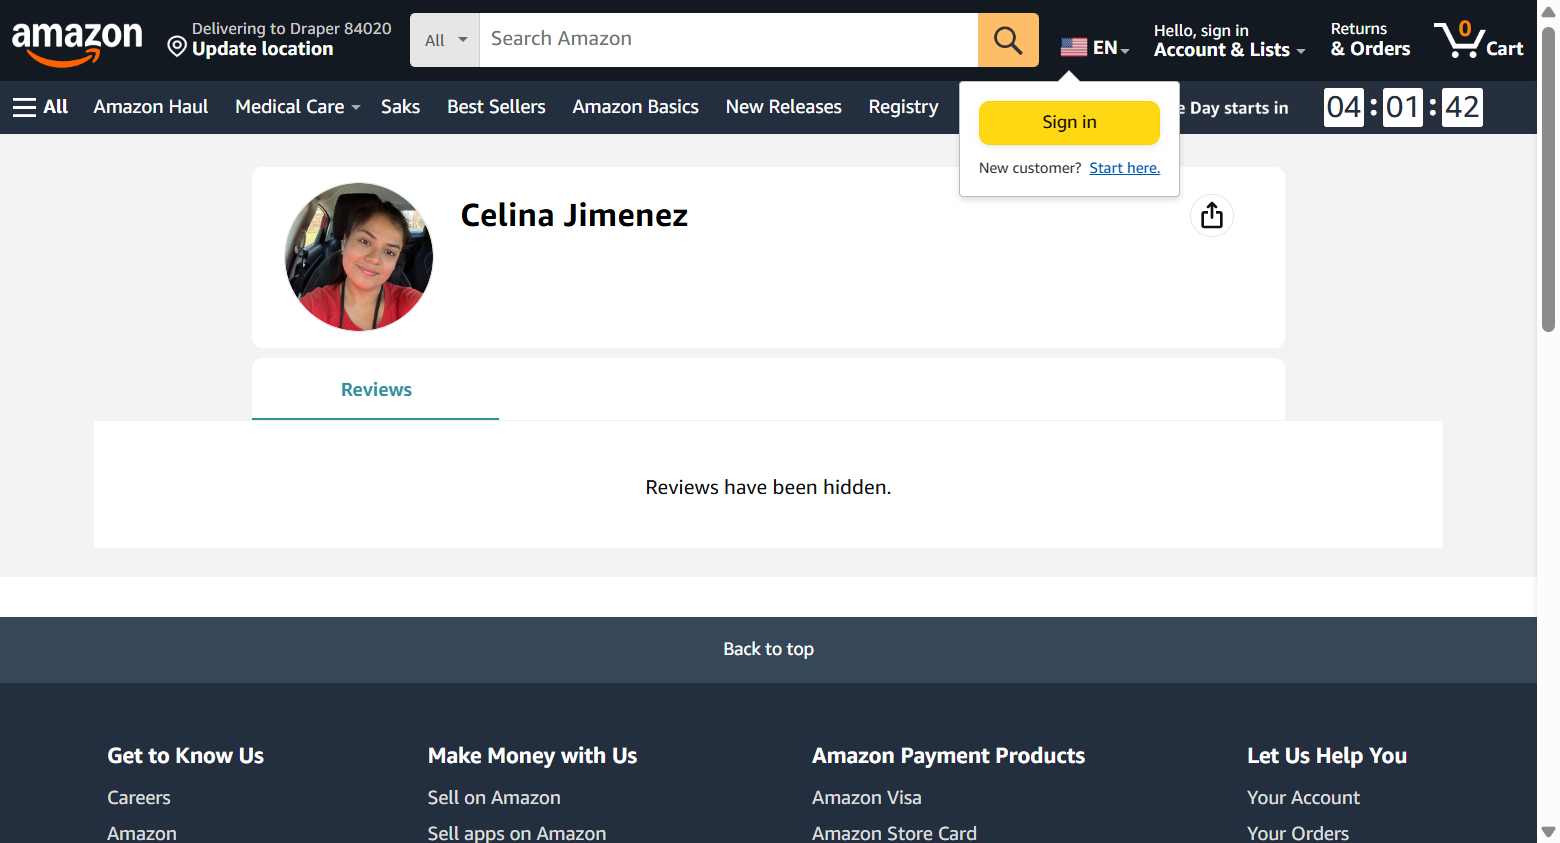 amazon
Delivering to Draper 84020
Update location
All
Search Amazon
EN
Hello, sign in
Account & Lists
Returns
& Orders
0
Cart
All
Amazon Haul
Medical Care
Saks
Best Sellers
Amazon Basics
New Releases
Registry
e Day starts in
04:01:42
Sign in
New customer? Start here.
Celina Jimenez
Reviews
Reviews have been hidden.
Back to top
Get to Know Us
Careers
Amazon
Make Money with Us
Sell on Amazon
Sell apps on Amazon
Amazon Payment Products
Amazon Visa
Amazon Store Card
Let Us Help You
Your Account
Your Orders